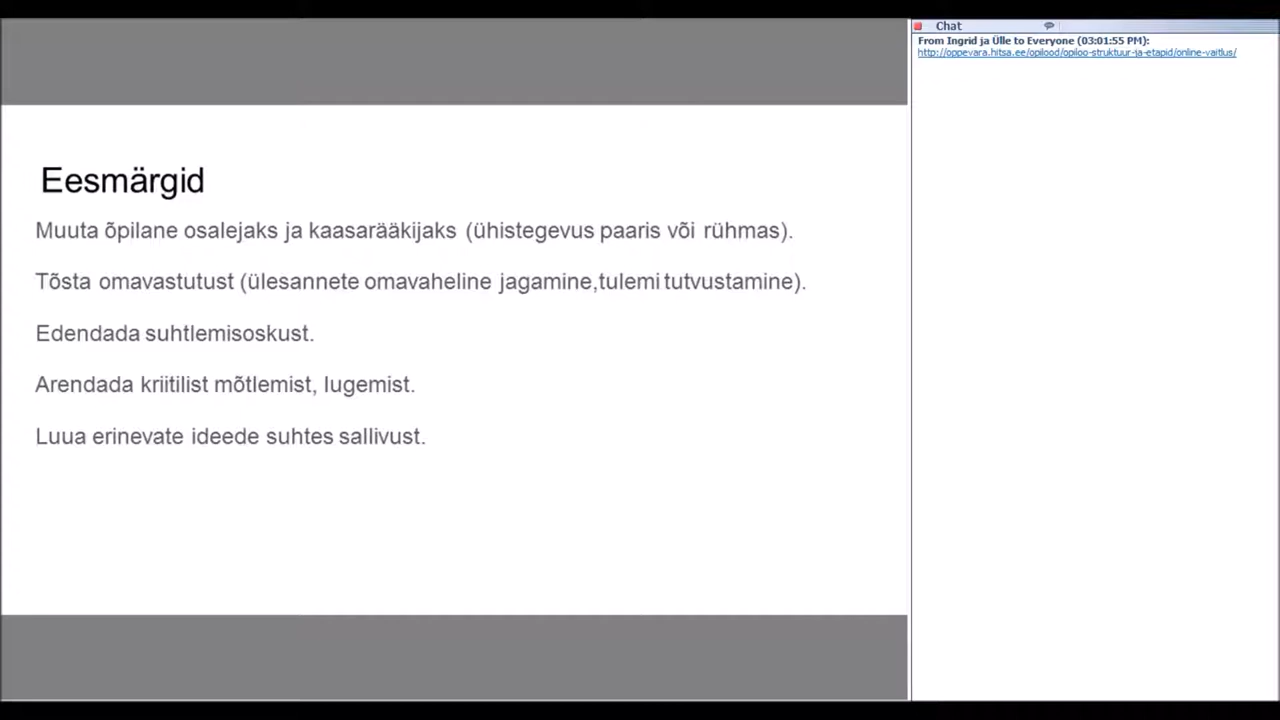 Eesmärgid
Muuta õpilane osalejaks ja kaasarääkijaks (ühistegevus paaris või rühmas).
Tõsta omavastutust (ülesannete omavaheline jagamine,tulemi tutvustamine).
Edendada suhtlemisoskust.
Arendada kriitilist mõtlemist, lugemist.
Luua erinevate ideede suhtes sallivust.
Chat
From Ingrid ja Ülle to Everyone (03:01:55 PM):
http://oppevara.hitsa.ee/opilood/opiloo-struktuur-ja-etapid/online-vaitlus/